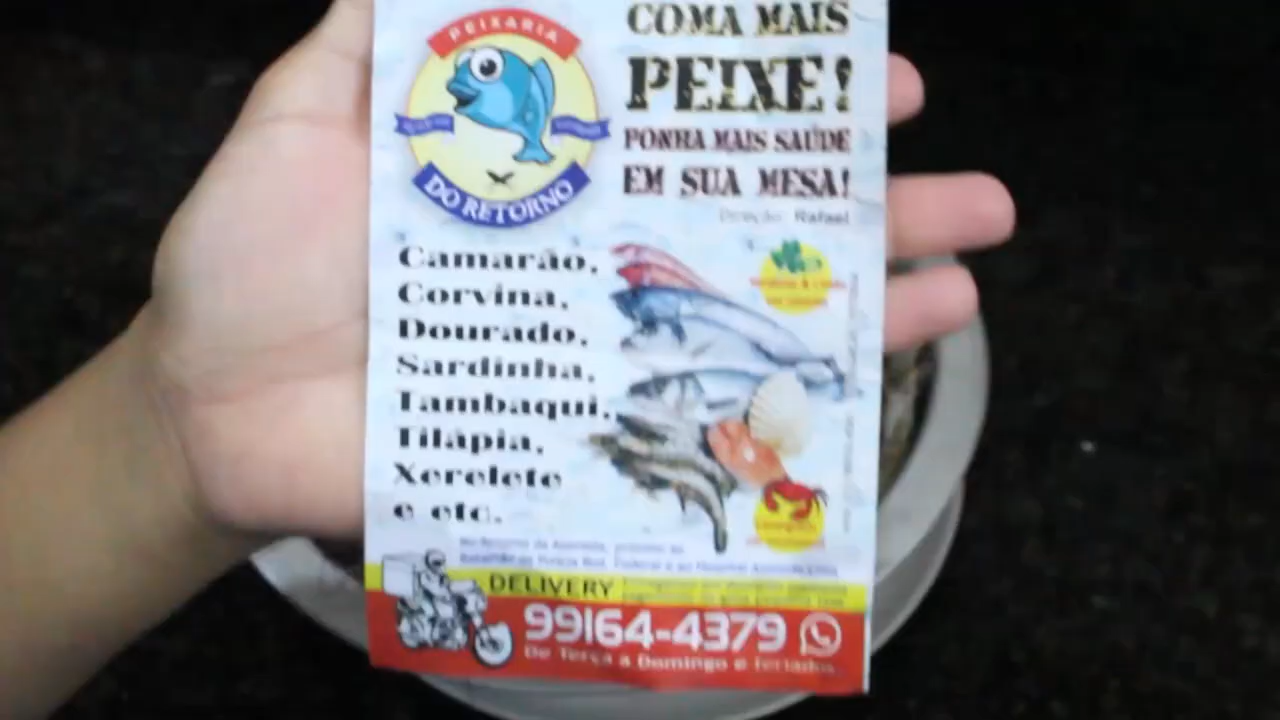 PEIXARIA
DO RETORNO
COMA MAIS
PEIXE!
PONHA MAIS SAÚDE
EM SUA MESA!
Direção: Rafael
Camarão,
Corvina,
Dourado,
Sardinha,
Tambaqui,
Tilápia,
Xerelete
e etc.
DELIVERY
99164-4379
De Terça a Domingo e feriados.